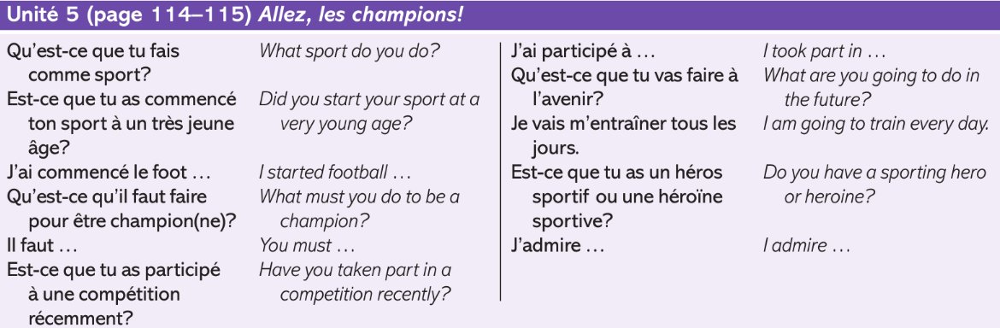 Unité 5 (page 114–115) Allez, les champions!
Qu’est-ce que tu fais
comme sport?
What sport do you do?
Est-ce que tu as commencé
ton sport à un très jeune
âge?
Did you start your sport at a
very young age?
J’ai commencé le foot …
I started football …
Qu’est-ce qu’il faut faire
pour être champion(ne)?
What must you do to be a
champion?
Il faut …
You must …
Est-ce que tu as participé
à une compétition
récemment?
Have you taken part in a
competition recently?
J’ai participé à …
I took part in …
Qu’est-ce que tu vas faire à
l’avenir?
What are you going to do in
the future?
Je vais m’entraîner tous les
jours.
I am going to train every day.
Est-ce que tu as un héros
sportif ou une héroïne
sportive?
Do you have a sporting hero
or heroine?
J’admire …
I admire …